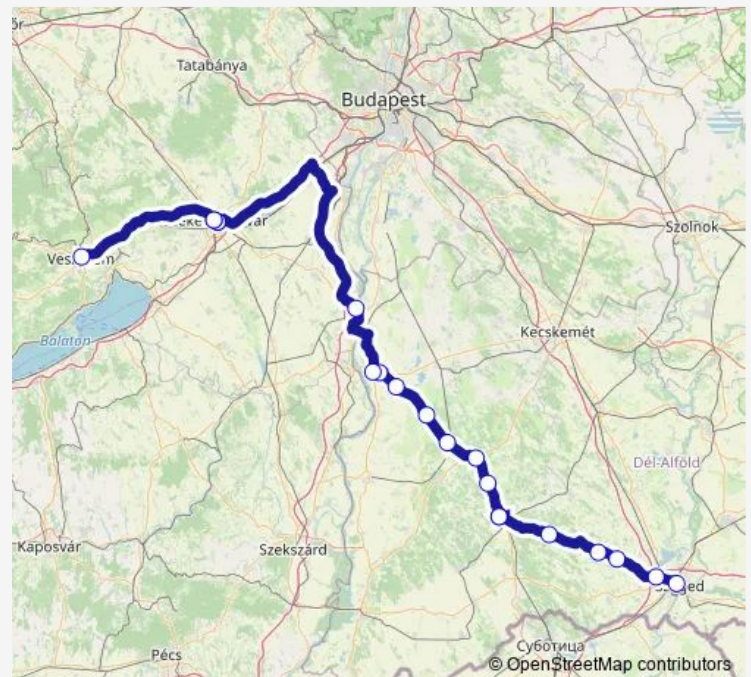 Tatabánya
Budapest
Szolnok
Balaton
Kecskemét
Dél-Alföld
Kaposvár
Szekszárd
Pécs
Суботица
© OpenStreetMap contributors